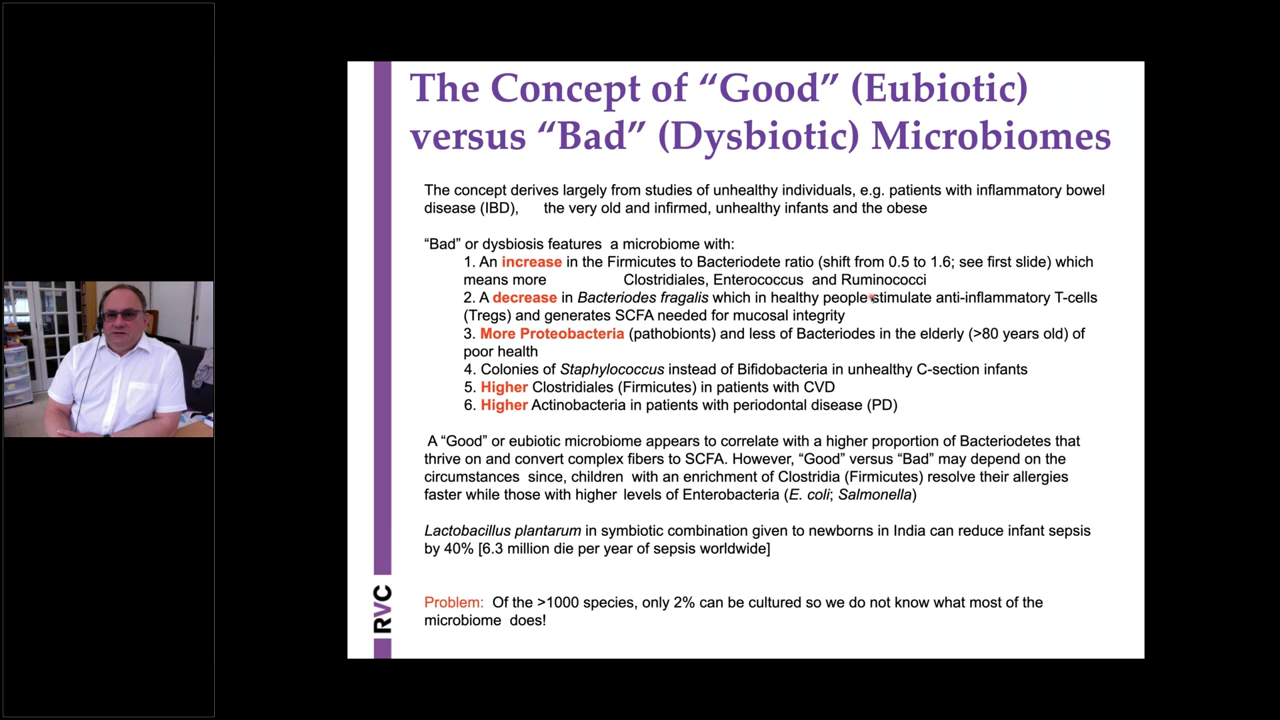 The Concept of “Good” (Eubiotic)
versus “Bad” (Dysbiotic) Microbiomes
The concept derives largely from studies of unhealthy individuals, e.g. patients with inflammatory bowel
disease (IBD), the very old and infirmed, unhealthy infants and the obese
“Bad” or dysbiosis features a microbiome with:
1. An increase in the Firmicutes to Bacteriodete ratio (shift from 0.5 to 1.6; see first slide) which
means more Clostridiales, Enterococcus and Ruminococci
2. A decrease in Bacteriodes fragalis which in healthy people stimulate anti-inflammatory T-cells
(Tregs) and generates SCFA needed for mucosal integrity
3. More Proteobacteria (pathobionts) and less of Bacteriodes in the elderly (>80 years old) of
poor health
4. Colonies of Staphylococcus instead of Bifidobacteria in unhealthy C-section infants
5. Higher Clostridiales (Firmicutes) in patients with CVD
6. Higher Actinobacteria in patients with periodontal disease (PD)
A “Good” or eubiotic microbiome appears to correlate with a higher proportion of Bacteriodetes that
thrive on and convert complex fibers to SCFA. However, “Good” versus “Bad” may depend on the
circumstances since, children with an enrichment of Clostridia (Firmicutes) resolve their allergies
faster while those with higher levels of Enterobacteria (E. coli; Salmonella)
Lactobacillus plantarum in symbiotic combination given to newborns in India can reduce infant sepsis
by 40% [6.3 million die per year of sepsis worldwide]
Problem: Of the >1000 species, only 2% can be cultured so we do not know what most of the
microbiome does!
RVC